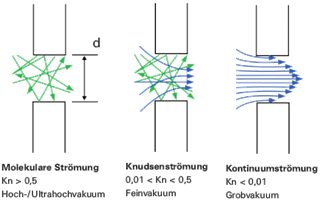 d
Molekulare Strömung
Kn > 0,5
Hoch-/Ultrahochvakuum
Knudsenströmung
0,01 < Kn < 0,5
Feinvakuum
Kontinuumströmung
Kn < 0,01
Grobvakuum